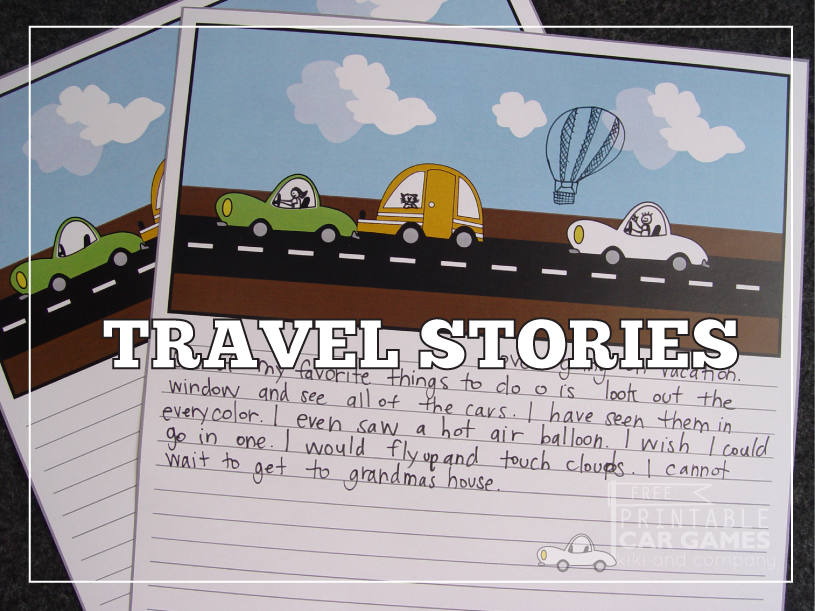 TRAVEL STORIES
vacation.
my favorite things to do o is look out the
window and see all of the cars. I have seen them in
every color. I even saw a hot air balloon. I wish I could
go in one. I would fly up and touch clouds. I cannot
wait to get to grandmas house.
FREE
PRINTABLE
CAR GAMES
kiki and company